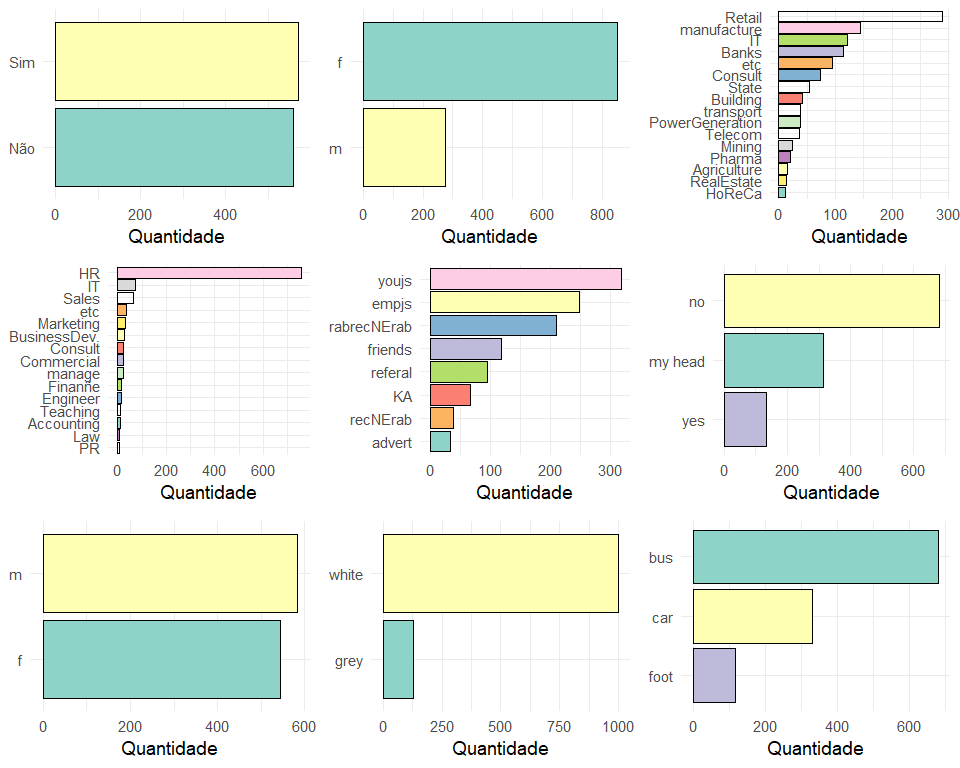 Sim
Não
0 200 400
Quantidade
f
m
0 200 400 600 800
Quantidade
Retail
manufacture
IT
Banks
etc
Consult
State
Building
transport
PowerGeneration
Telecom
Mining
Pharma
Agriculture
RealEstate
HoReCa
0 100 200 300
Quantidade
HR
IT
Sales
etc
Marketing
BusinessDev.
Consult
Commercial
manage
Finanñe
Engineer
Teaching
Accounting
Law
PR
0 200 400 600
Quantidade
youjs
empjs
rabrecNErab
friends
referal
KA
recNErab
advert
0 100 200 300
Quantidade
no
my head
yes
0 200 400 600
Quantidade
m
f
0 200 400 600
Quantidade
white
grey
0 250 500 750 1000
Quantidade
bus
car
foot
0 200 400 600
Quantidade